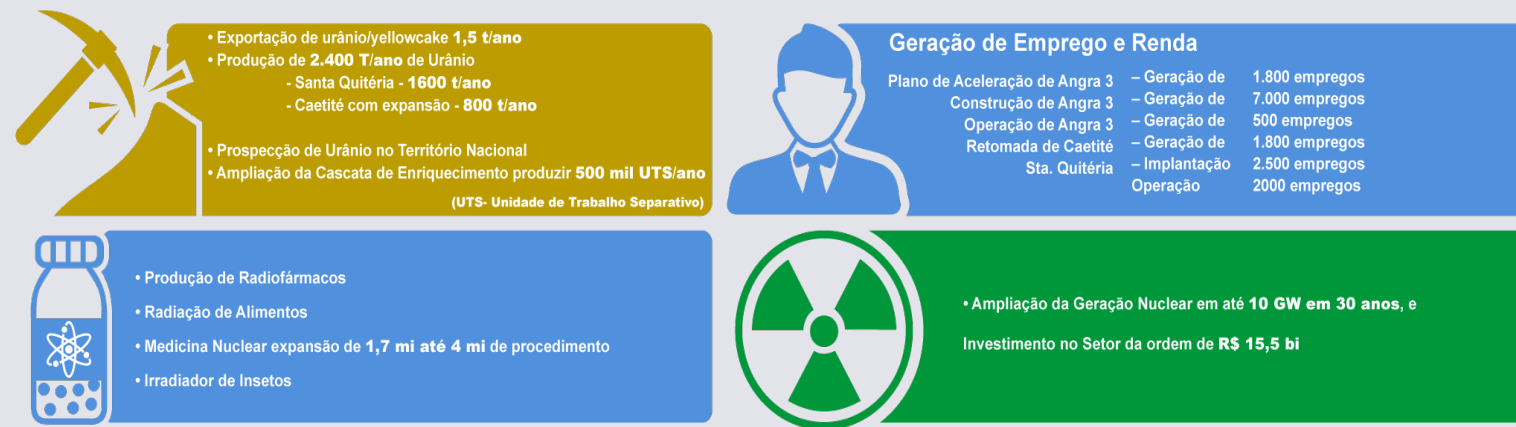 • Exportação de urânio/yellowcake 1,5 t/ano
• Produção de 2.400 T/ano de Urânio
- Santa Quitéria - 1600 t/ano
- Caetité com expansão - 800 t/ano
• Prospecção de Urânio no Território Nacional
• Ampliação da Cascata de Enriquecimento produzir 500 mil UTS/ano
(UTS- Unidade de Trabalho Separativo)
Geração de Emprego e Renda
Plano de Aceleração de Angra 3 – Geração de 1.800 empregos
Construção de Angra 3 – Geração de 7.000 empregos
Operação de Angra 3 – Geração de 500 empregos
Retomada de Caetité – Geração de 1.800 empregos
Sta. Quitéria – Implantação 2.500 empregos
Operação 2000 empregos
• Produção de Radiofármacos
• Radiação de Alimentos
• Medicina Nuclear expansão de 1,7 mi até 4 mi de procedimento
• Irradiador de Insetos
• Ampliação da Geração Nuclear em até 10 GW em 30 anos, e
Investimento no Setor da ordem de R$ 15,5 bi